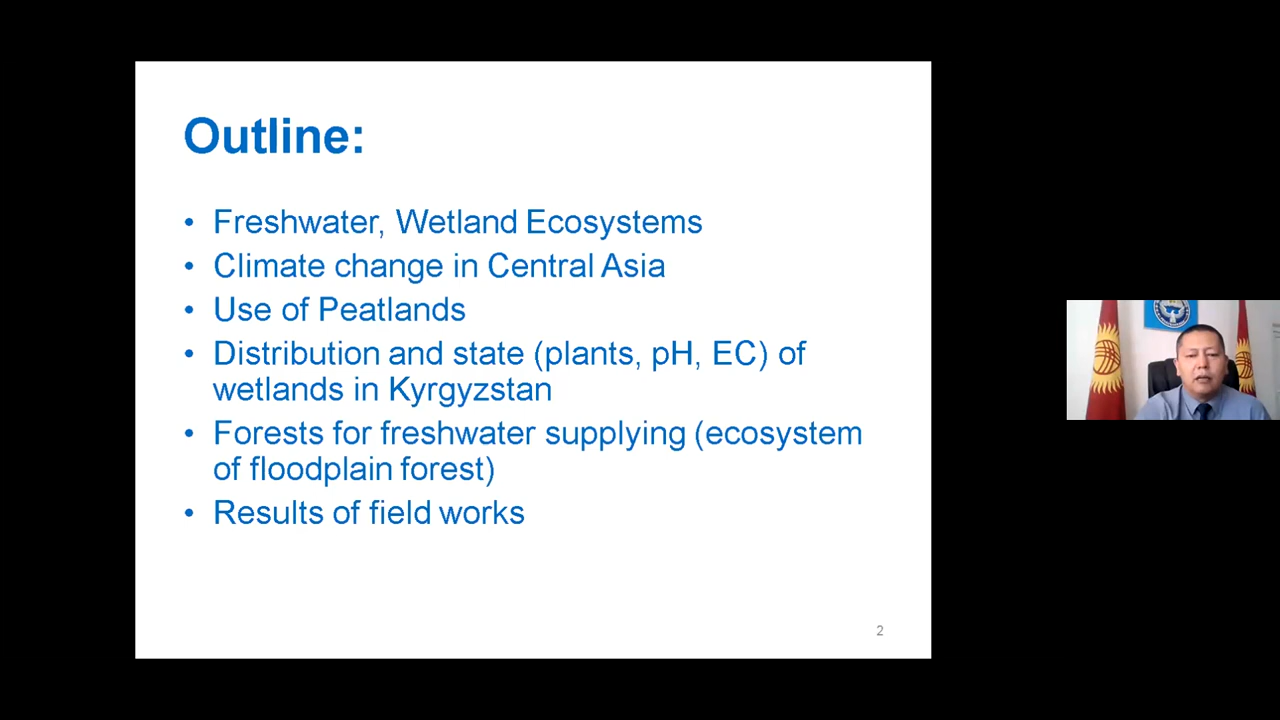 Outline:
• Freshwater, Wetland Ecosystems
• Climate change in Central Asia
• Use of Peatlands
• Distribution and state (plants, pH, EC) of
wetlands in Kyrgyzstan
• Forests for freshwater supplying (ecosystem
of floodplain forest)
• Results of field works
2